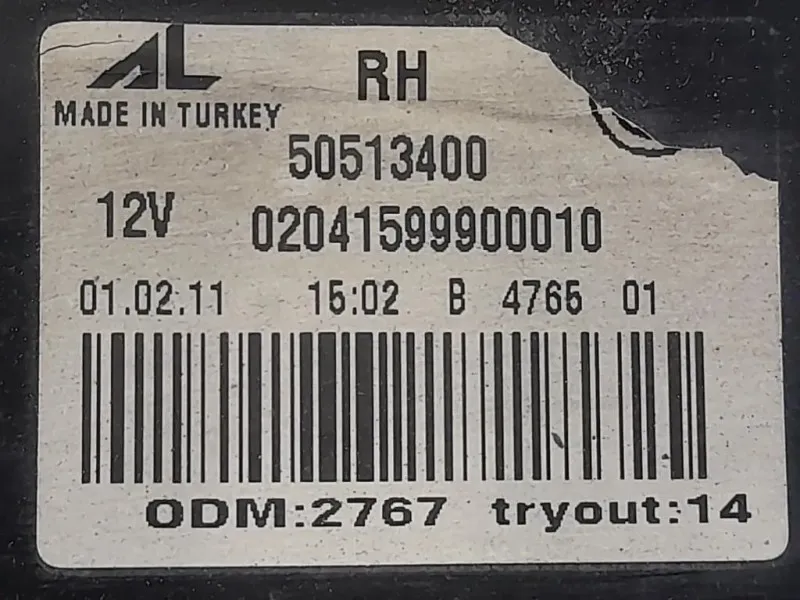 AL RH
MADE IN TURKEY
50513400
12V 02041599900010
01.02.11 15:02 B 4765 01
ODM:2767 tryout:14